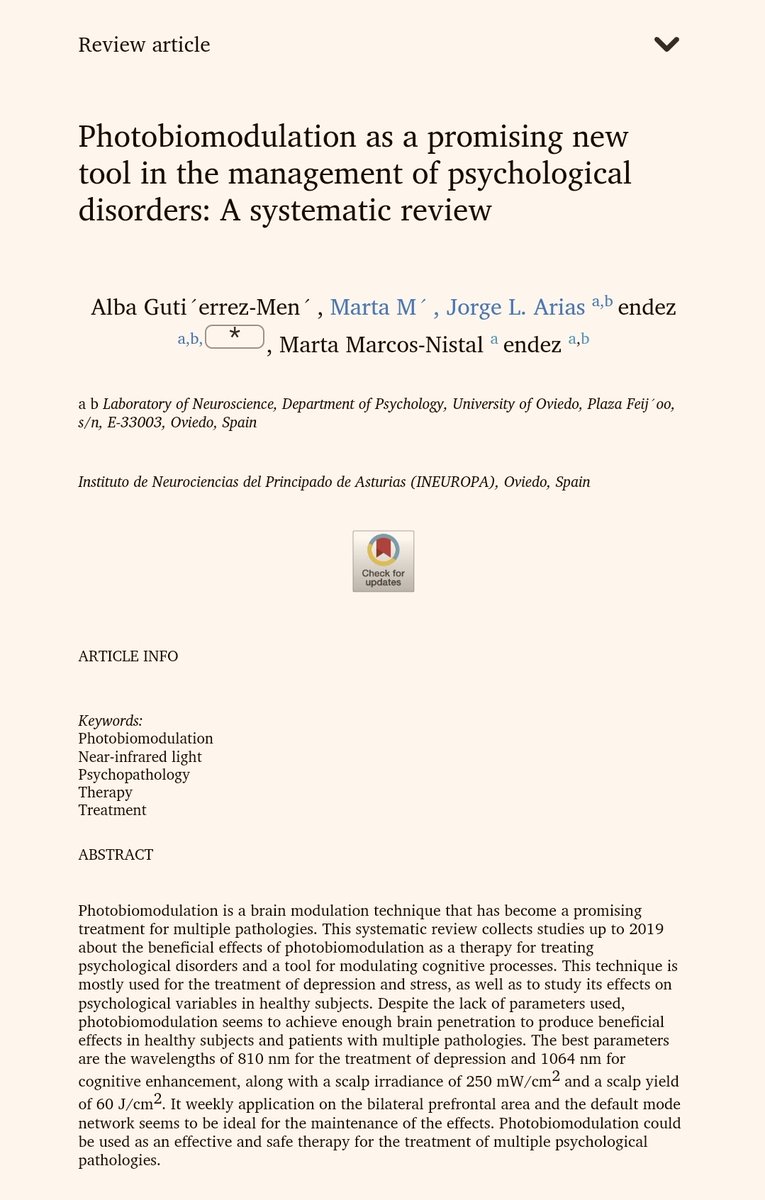 Review article
Photobiomodulation as a promising new
tool in the management of psychological
disorders: A systematic review
Alba Guti´errez-Men´ , Marta M´ , Jorge L. Arias a,b endez
a,b, * , Marta Marcos-Nistal a endez a,b
a b Laboratory of Neuroscience, Department of Psychology, University of Oviedo, Plaza Feij´oo,
s/n, E-33003, Oviedo, Spain
Instituto de Neurociencias del Principado de Asturias (INEUROPA), Oviedo, Spain
Check for
updates
ARTICLE INFO
Keywords:
Photobiomodulation
Near-infrared light
Psychopathology
Therapy
Treatment
ABSTRACT
Photobiomodulation is a brain modulation technique that has become a promising
treatment for multiple pathologies. This systematic review collects studies up to 2019
about the beneficial effects of photobiomodulation as a therapy for treating
psychological disorders and a tool for modulating cognitive processes. This technique is
mostly used for the treatment of depression and stress, as well as to study its effects on
psychological variables in healthy subjects. Despite the lack of parameters used,
photobiomodulation seems to achieve enough brain penetration to produce beneficial
effects in healthy subjects and patients with multiple pathologies. The best parameters
are the wavelengths of 810 nm for the treatment of depression and 1064 nm for
cognitive enhancement, along with a scalp irradiance of 250 mW/cm2 and a scalp yield
of 60 J/cm2. It weekly application on the bilateral prefrontal area and the default mode
network seems to be ideal for the maintenance of the effects. Photobiomodulation could
be used as an effective and safe therapy for the treatment of multiple psychological
pathologies.